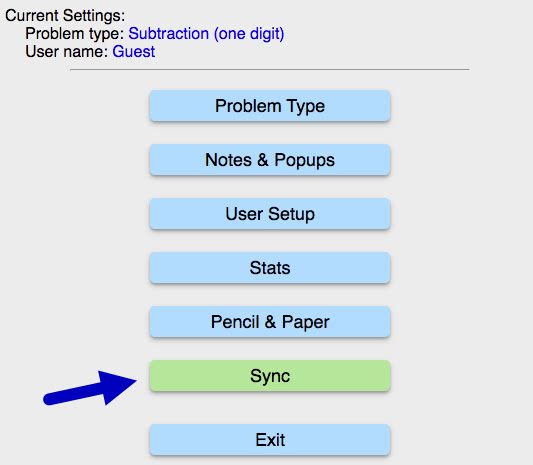 Current Settings:
Problem type: Subtraction (one digit)
User name: Guest
Problem Type
Notes & Popups
User Setup
Stats
Pencil & Paper
Sync
Exit